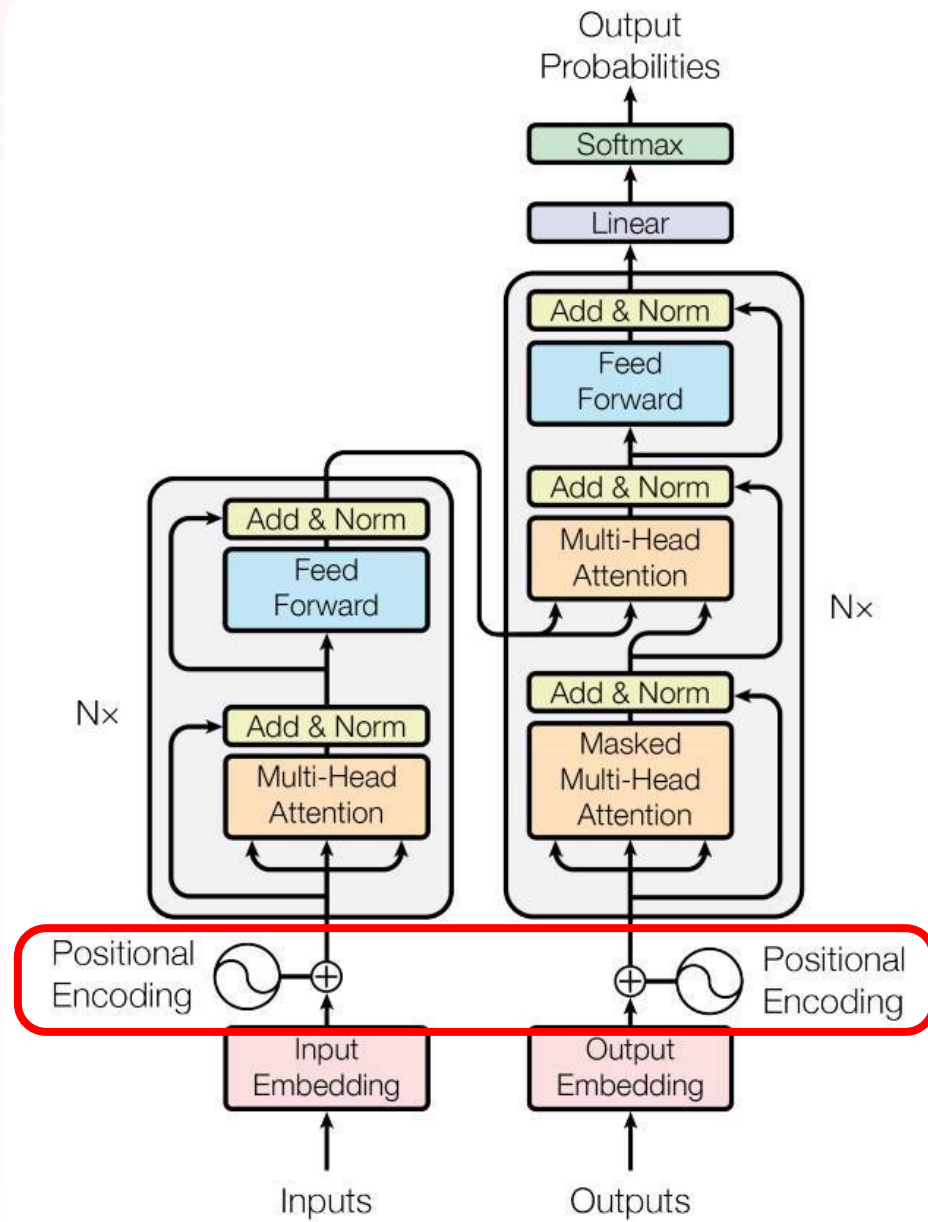 Output
Probabilities
Softmax
Linear
Add & Norm
Feed
Forward
Add & Norm
Multi-Head
Attention
Nx
Add & Norm
Masked
Multi-Head
Attention
Add & Norm
Feed
Forward
Nx
Add & Norm
Multi-Head
Attention
Positional
Encoding
Positional
Encoding
Input
Embedding
Output
Embedding
Inputs
Outputs